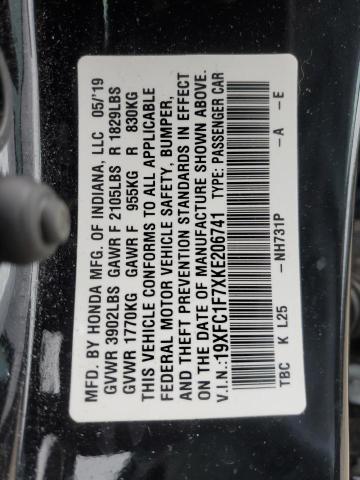 MFD. BY HONDA MFG. OF INDIANA, LLC 05/'19
GVWR 3902LBS GAWR F 2105LBS R 1829LBS
GVWR 1770KG GAWR F 955KG R 830KG
THIS VEHICLE CONFORMS TO ALL APPLICABLE
FEDERAL MOTOR VEHICLE SAFETY, BUMPER,
AND THEFT PREVENTION STANDARDS IN EFFECT
ON THE DATE OF MANUFACTURE SHOWN ABOVE.
V.I.N.:19XFC1F7XKE206741 TYPE: PASSENGER CAR
TBC K L25 -NH731P -A -E